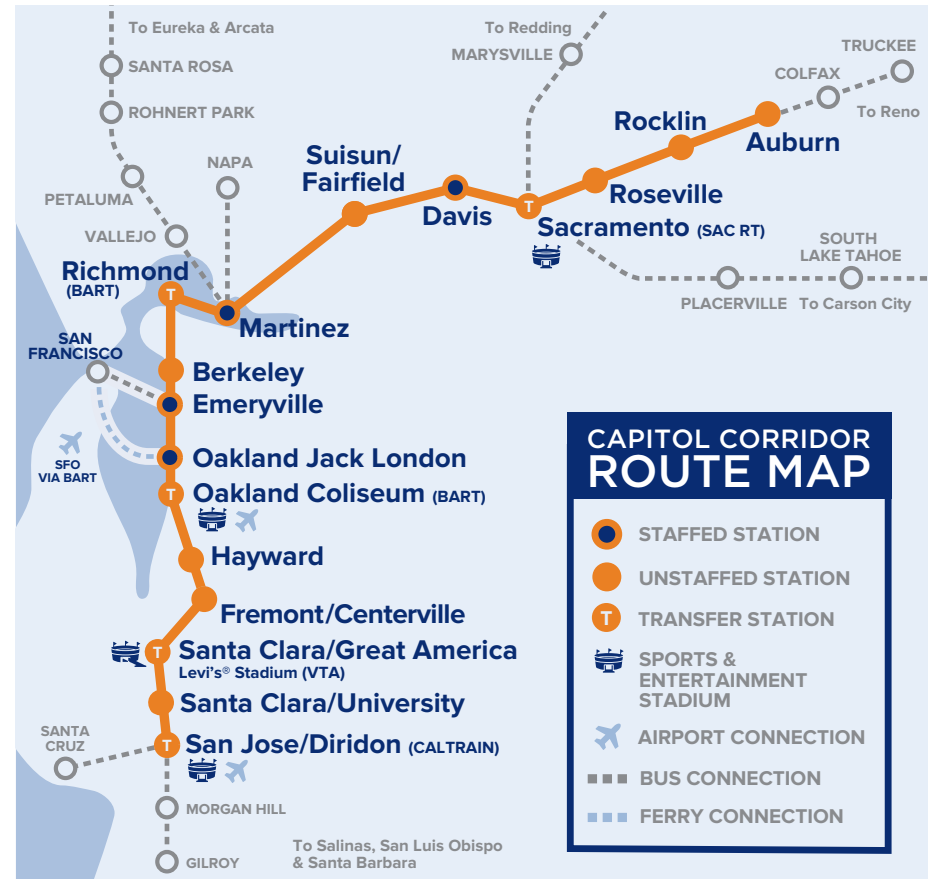 To Eureka & Arcata
SANTA ROSA
ROHNERT PARK
NAPA
PETALUMA
VALLEJO
To Redding
MARYSVILLE
TRUCKEE
COLFAX
To Reno
Rocklin
Auburn
Suisun/
Fairfield
Davis
Roseville
Sacramento (SAC RT)
SOUTH
LAKE TAHOE
PLACERVILLE
To Carson City
Richmond
(BART)
T
T
Martinez
SAN
FRANCISCO
Berkeley
Emeryville
SFO
VIA BART
Oakland Jack London
T
Oakland Coliseum (BART)
Hayward
Fremont/Centerville
T
Santa Clara/Great America
Levi's® Stadium (VTA)
Santa Clara/University
SANTA
CRUZ
T
San Jose/Diridon (CALTRAIN)
MORGAN HILL
GILROY
To Salinas, San Luis Obispo
& Santa Barbara
CAPITOL CORRIDOR
ROUTE MAP
STAFFED STATION
UNSTAFFED STATION
T
TRANSFER STATION
SPORTS &
ENTERTAINMENT
STADIUM
AIRPORT CONNECTION
BUS CONNECTION
FERRY CONNECTION